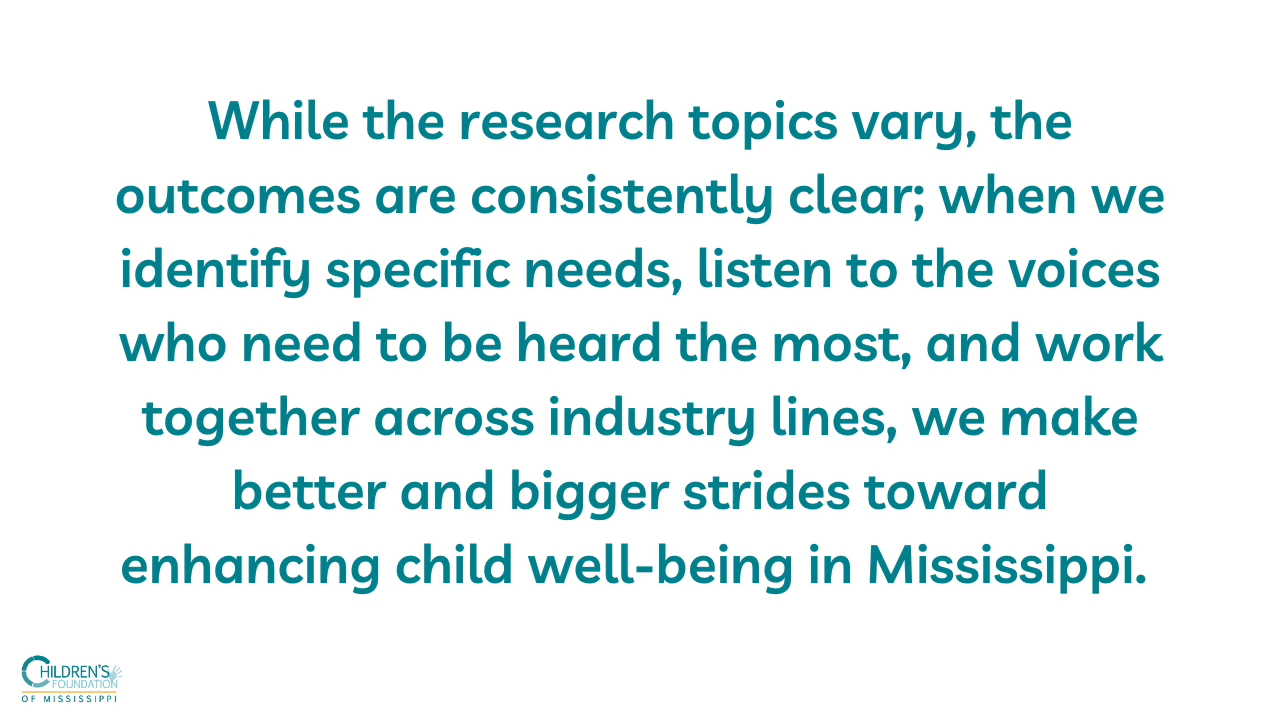 While the research topics vary, the
outcomes are consistently clear; when we
identify specific needs, listen to the voices
who need to be heard the most, and work
together across industry lines, we make
better and bigger strides toward
enhancing child well-being in Mississippi.
CHILDREN'S
FOUNDATION
OF MISSISSIPPI